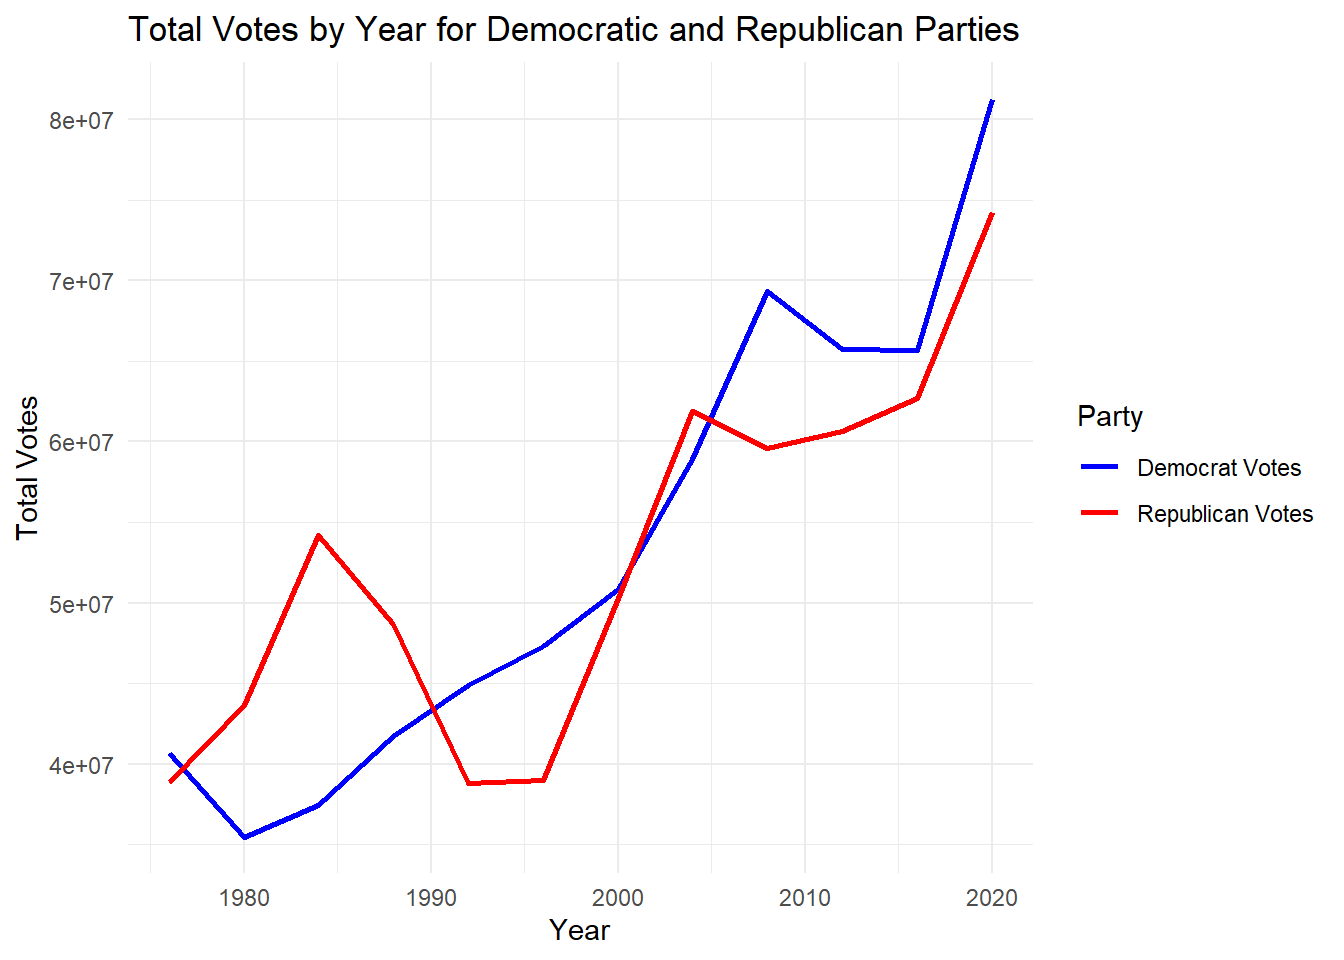 Total Votes by Year for Democratic and Republican Parties
8e+07
7e+07
6e+07
5e+07
4e+07
Total Votes
1980 1990 2000 2010 2020
Year
Party
Democrat Votes
Republican Votes